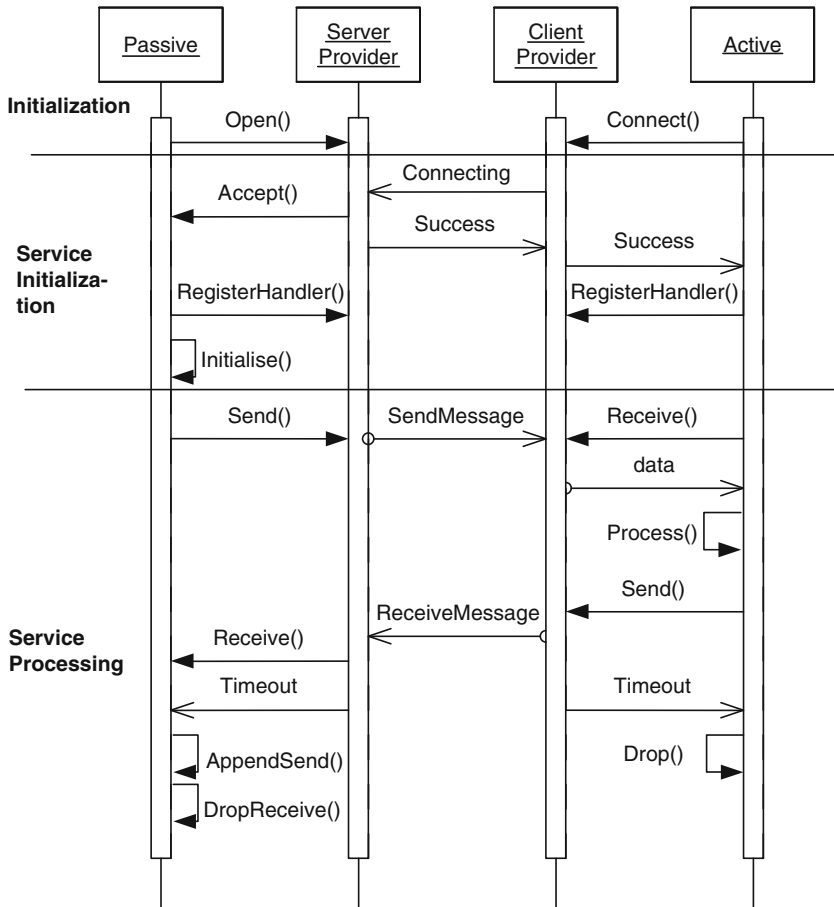 Passive
Server
Provider
Client
Provider
Active
Initialization
Open()
Connect()
Connecting
Accept()
Success
Success
Service
Initializa-
tion
RegisterHandler()
RegisterHandler()
Initialise()
Send()
SendMessage
Receive()
data
Process()
Send()
ReceiveMessage
Service
Processing
Receive()
Timeout
Timeout
AppendSend()
Drop()
DropReceive()